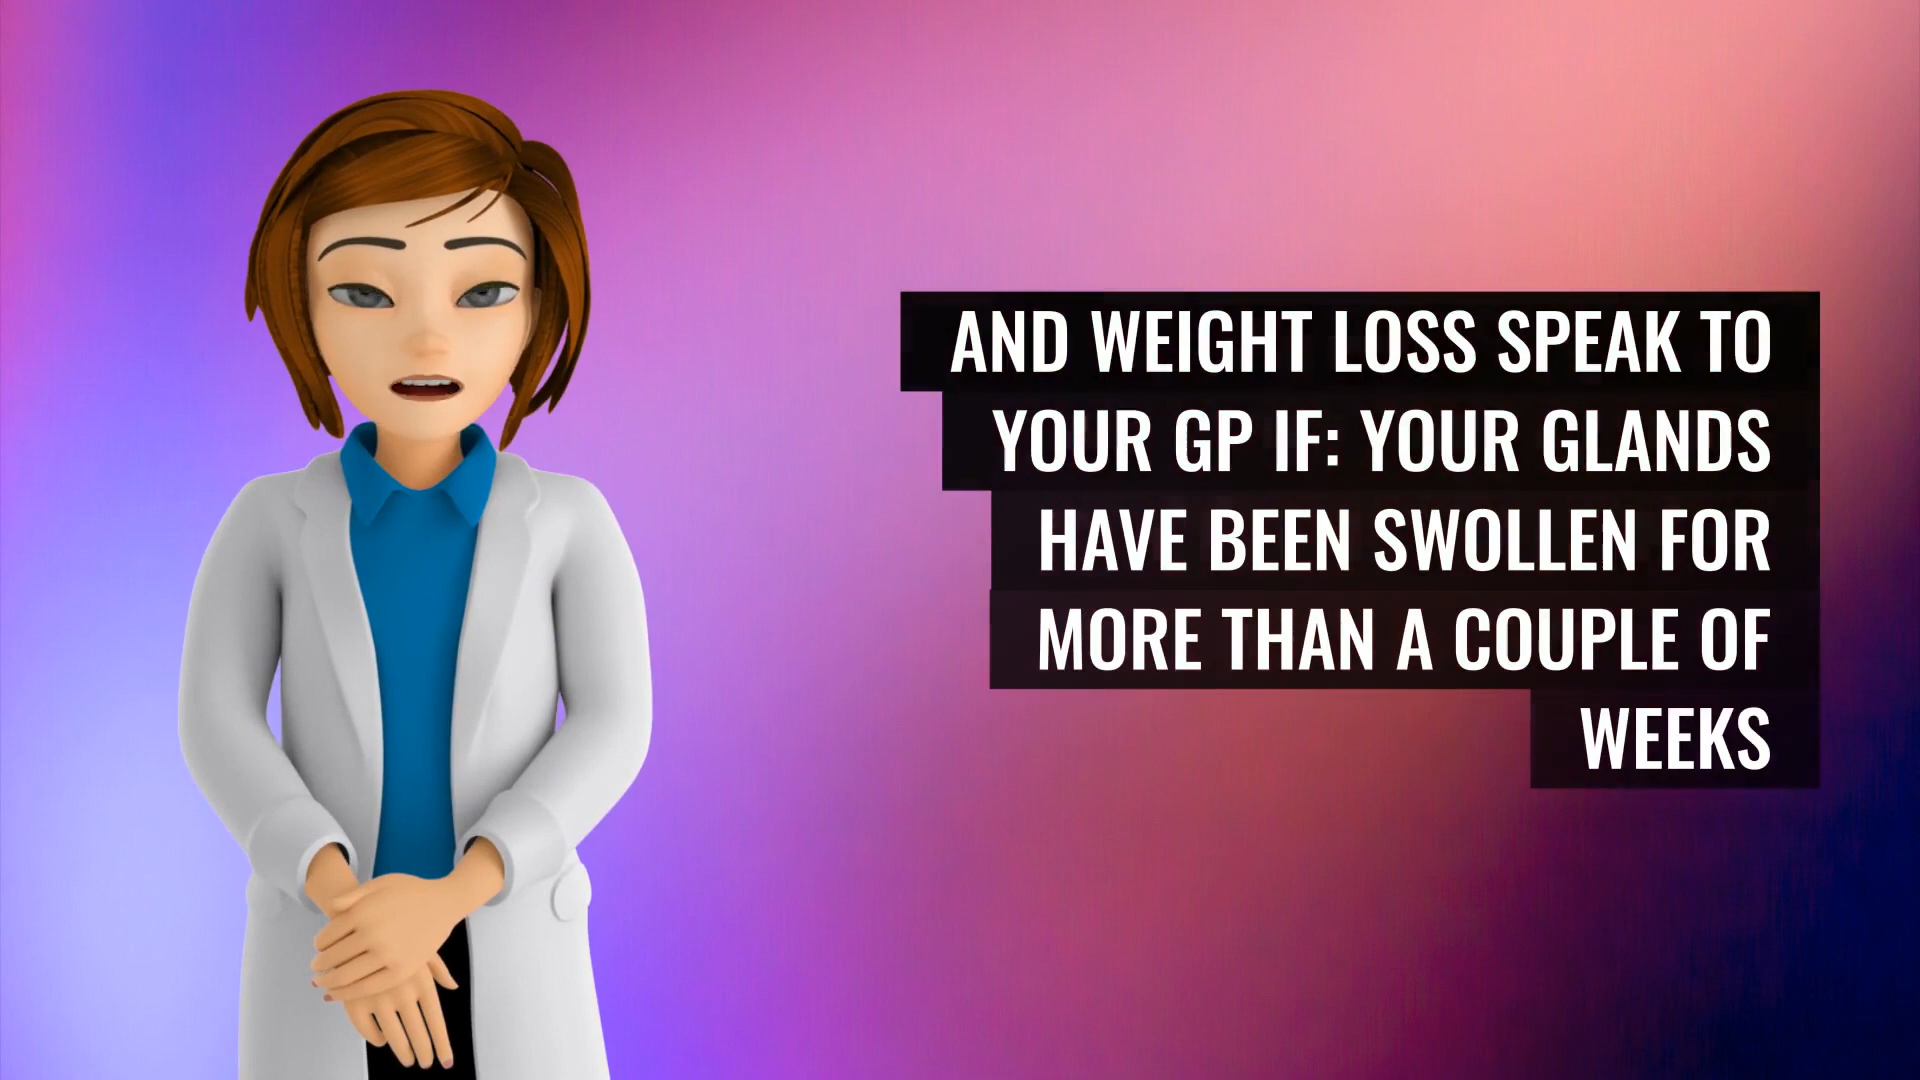 AND WEIGHT LOSS SPEAK TO
YOUR GP IF: YOUR GLANDS
HAVE BEEN SWOLLEN FOR
MORE THAN A COUPLE OF
WEEKS